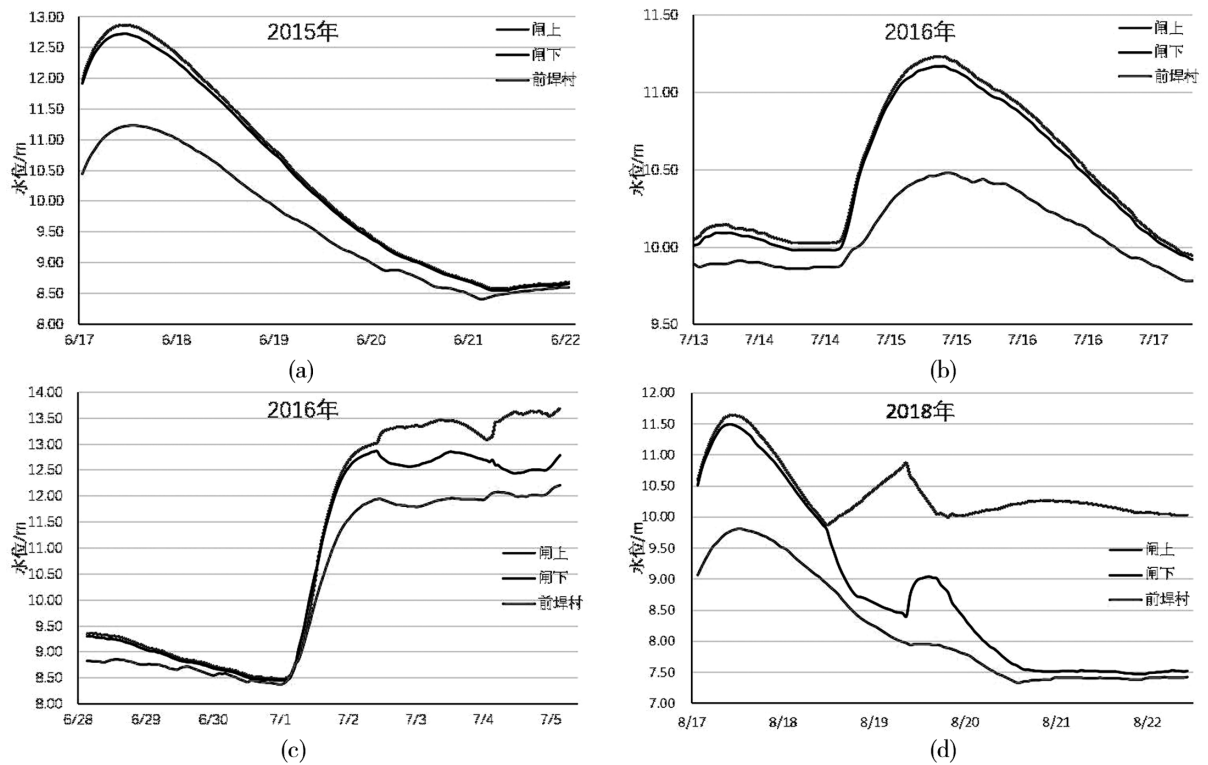 2015年
13.00
12.50
12.00
11.50
11.00
10.50
10.00
9.50
9.00
8.50
8.00
水位/m
闸上
闸下
前垾村
6/17 6/18 6/19 6/20 6/21 6/22
(a)
2016年
11.50
11.00
10.50
10.00
9.50
水位/m
闸上
闸下
前垾村
7/13 7/14 7/14 7/15 7/15 7/16 7/16 7/17
(b)
2016年
14.00
13.50
13.00
12.50
12.00
11.50
11.00
10.50
10.00
9.50
9.00
8.50
8.00
水位/m
闸上
闸下
前垾村
6/28 6/29 6/30 7/1 7/2 7/3 7/4 7/5
(c)
2018年
12.00
11.50
11.00
10.50
10.00
9.50
9.00
8.50
8.00
7.50
7.00
水位/m
闸上
闸下
前垾村
8/17 8/18 8/19 8/20 8/21 8/22
(d)